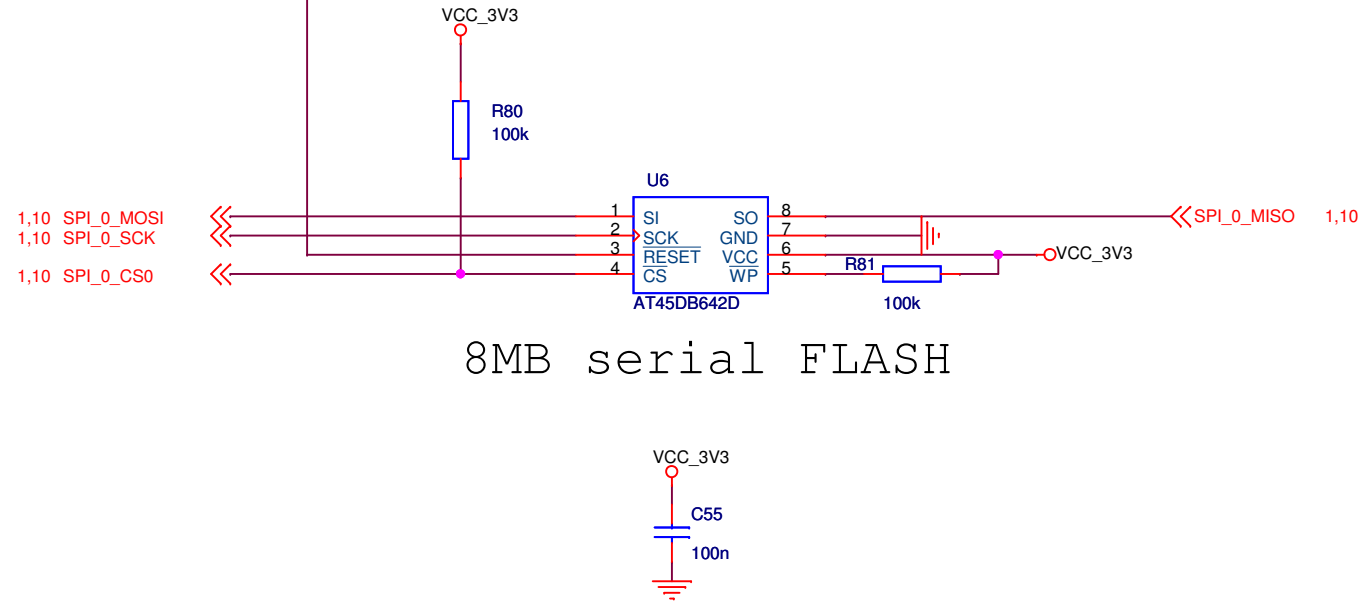 VCC_3V3
R80
100k
U6
1,10 SPI_0_MOSI
1 SI
SO 8
SPI_0_MISO 1,10
1,10 SPI_0_SCK
2 SCK
GND 7
3 RESET
VCC 6
VCC_3V3
1,10 SPI_0_CS0
4 CS
WP 5
R81
100k
AT45DB642D
8MB serial FLASH
VCC_3V3
C55
100n